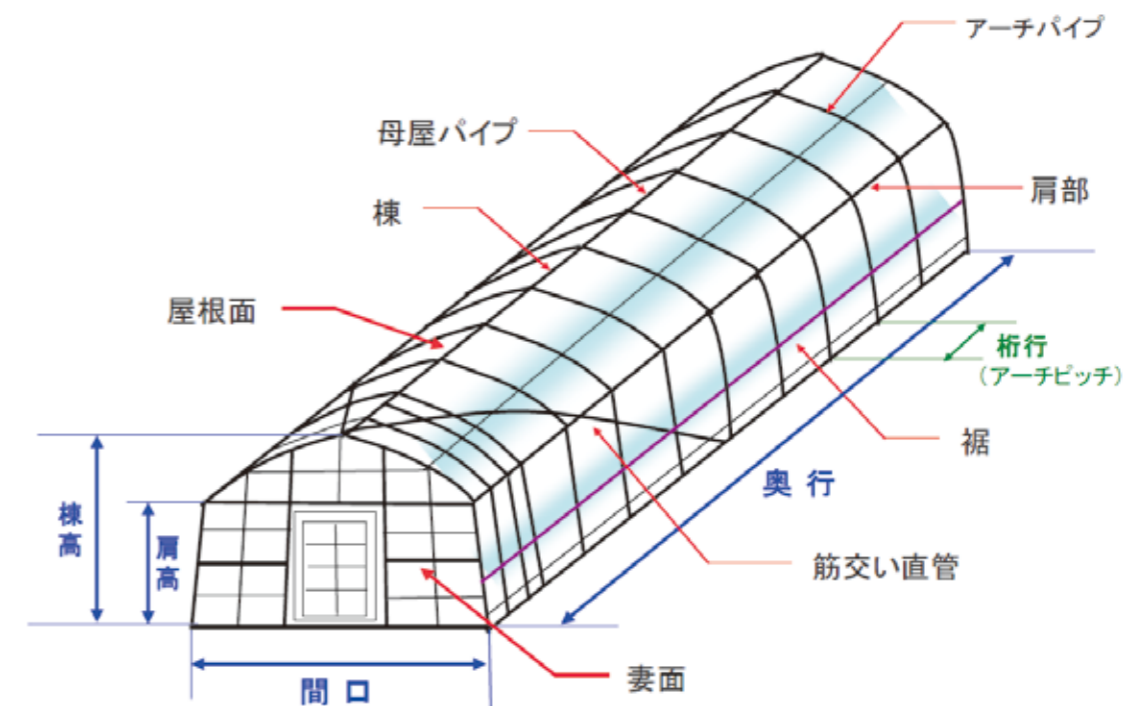 アーチパイプ
母屋パイプ
肩部
棟
屋根面
桁行
（アーチピッチ）
裾
奥行
棟高
肩高
筋交い直管
妻面
間口